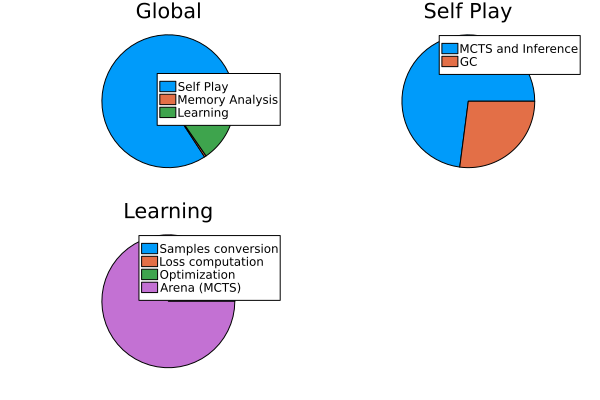 Global
Self Play
Memory Analysis
Learning
Self Play
MCTS and Inference
GC
Learning
Samples conversion
Loss computation
Optimization
Arena (MCTS)